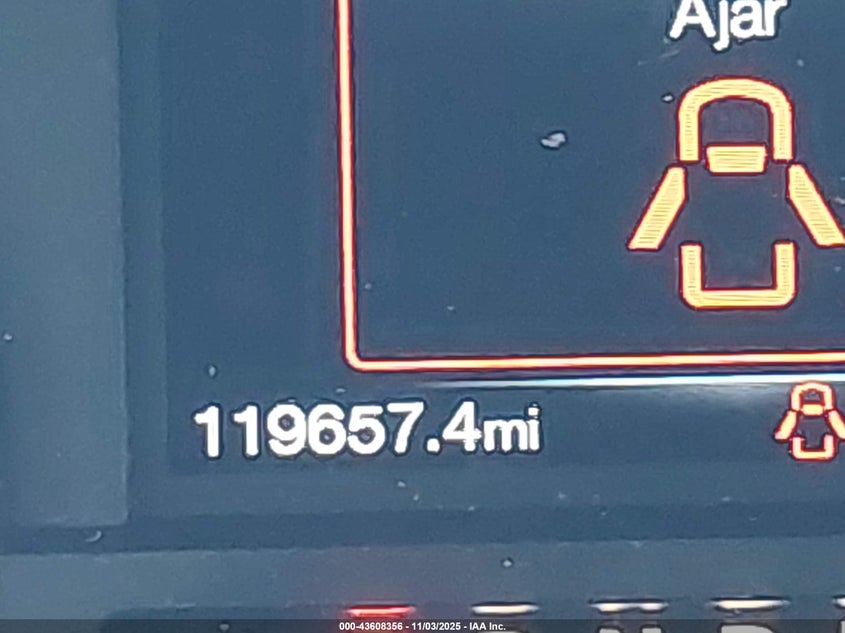 Ajar
119657.4mi
000-43608356 - 11/03/2025 - IAA Inc.